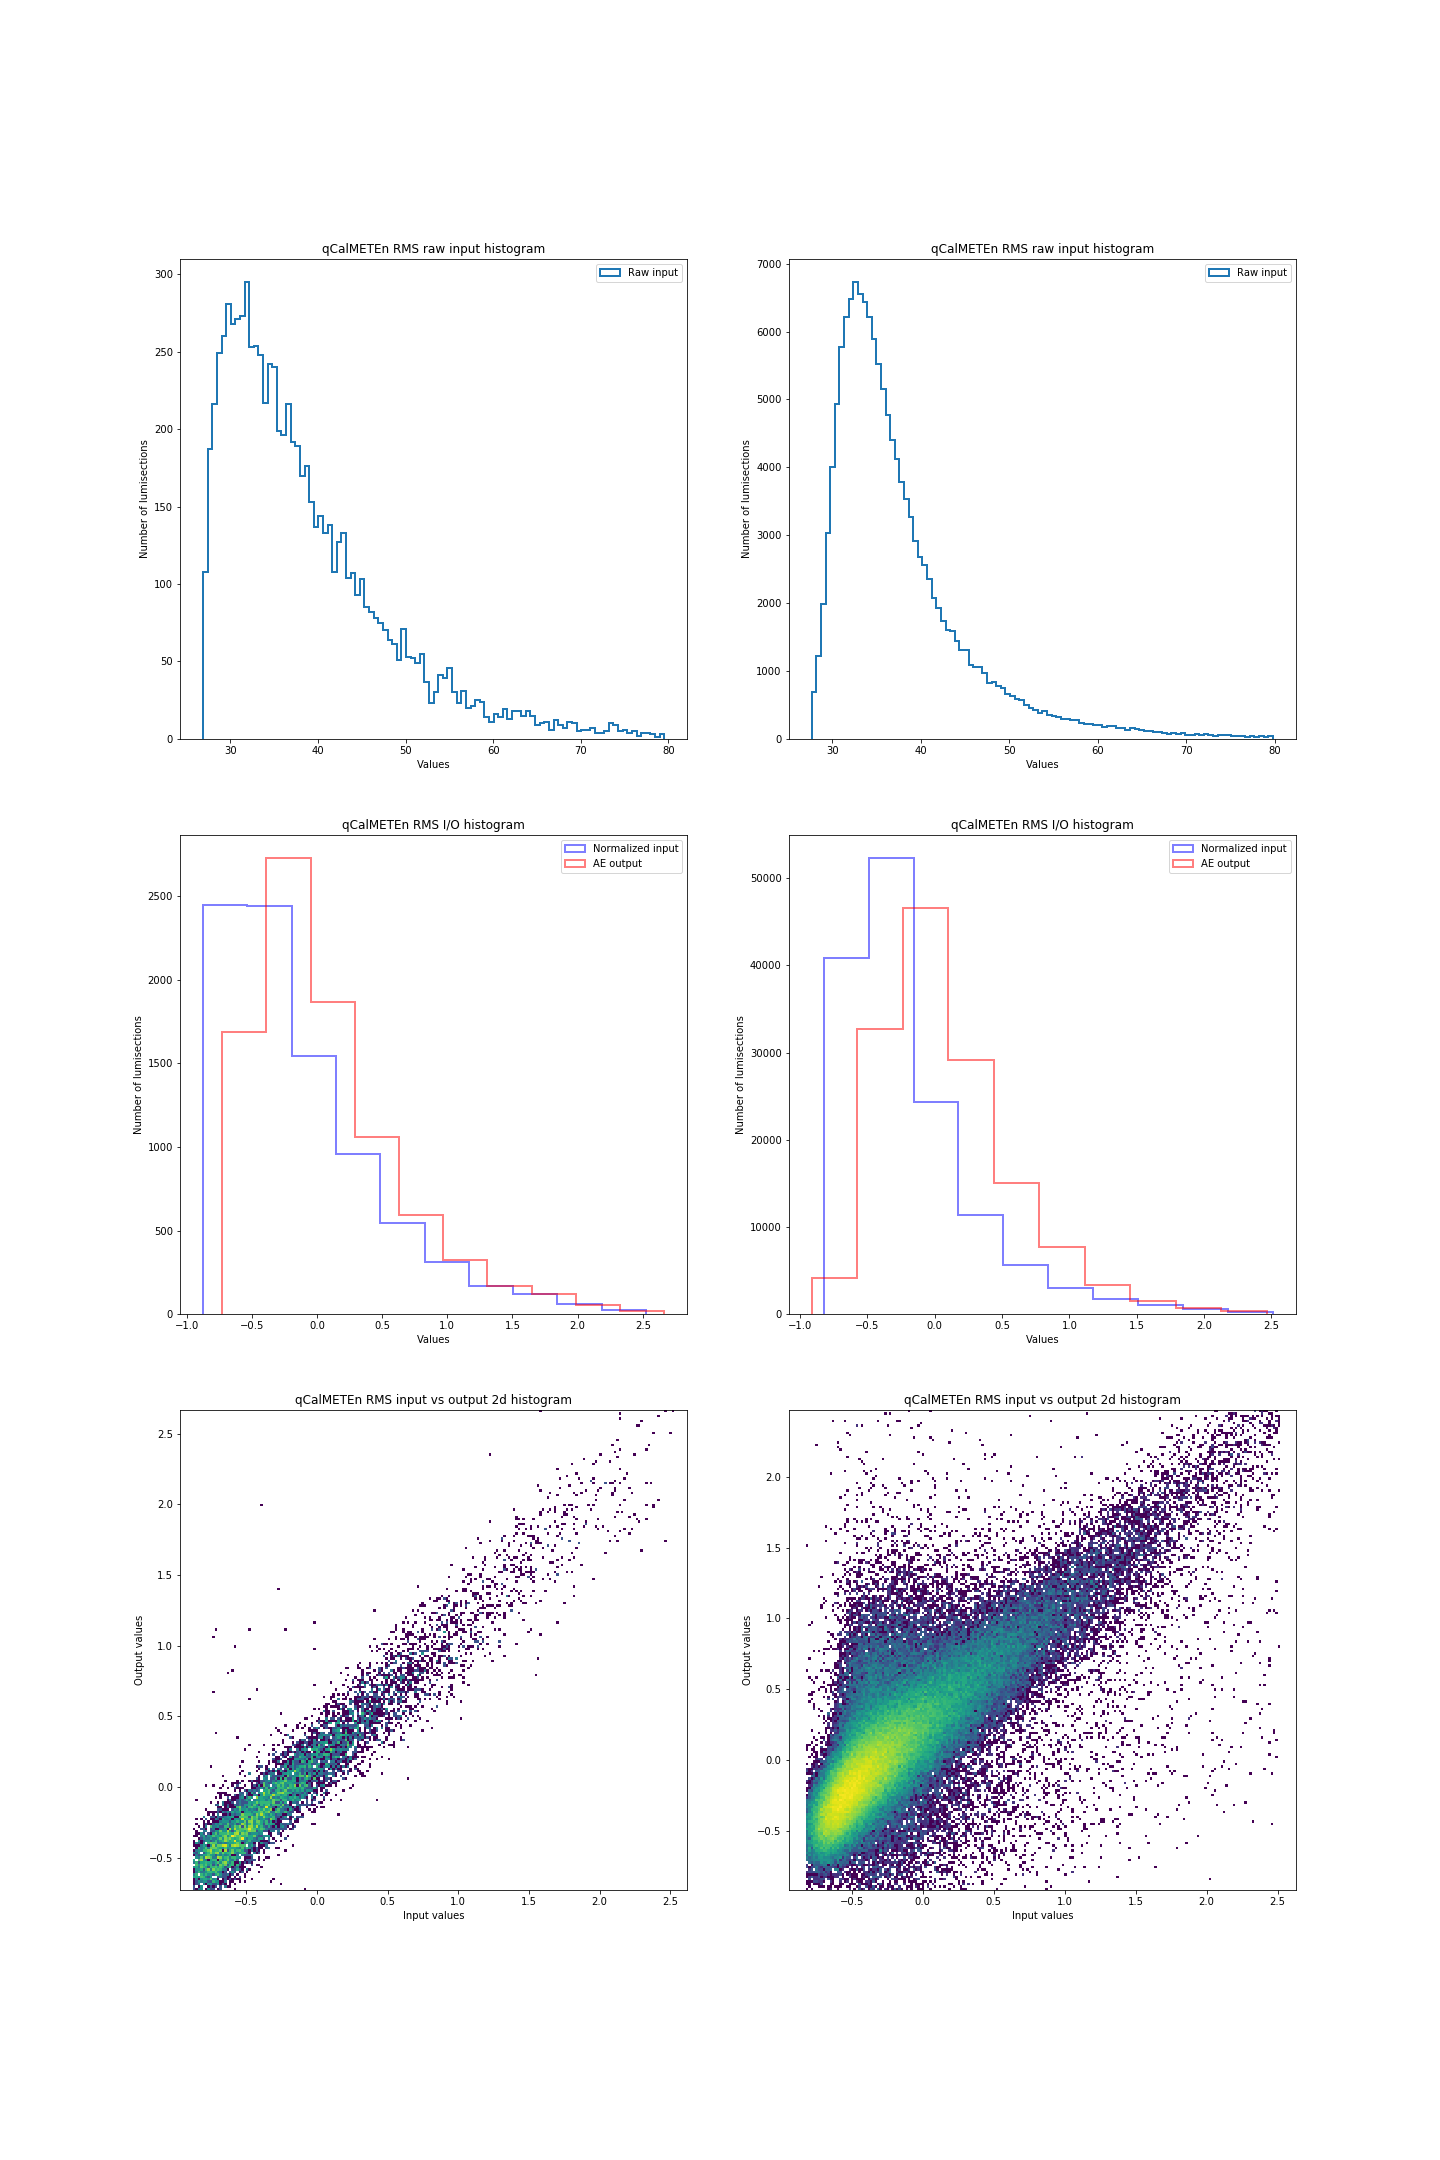 qCalMETEn RMS raw input histogram
Raw input
300
250
200
150
100
50
0
Number of lumisections
30 40 50 60 70 80
Values
qCalMETEn RMS raw input histogram
Raw input
7000
6000
5000
4000
3000
2000
1000
0
Number of lumisections
30 40 50 60 70 80
Values
qCalMETEn RMS I/O histogram
Normalized input
AE output
2500
2000
1500
1000
500
0
Number of lumisections
−1.0 −0.5 0.0 0.5 1.0 1.5 2.0 2.5
Values
qCalMETEn RMS I/O histogram
Normalized input
AE output
50000
40000
30000
20000
10000
0
Number of lumisections
−1.0 −0.5 0.0 0.5 1.0 1.5 2.0 2.5
Values
qCalMETEn RMS input vs output 2d histogram
2.5
2.0
1.5
1.0
0.5
0.0
−0.5
Output values
−0.5 0.0 0.5 1.0 1.5 2.0 2.5
Input values
qCalMETEn RMS input vs output 2d histogram
2.0
1.5
1.0
0.5
0.0
−0.5
Output values
−0.5 0.0 0.5 1.0 1.5 2.0 2.5
Input values